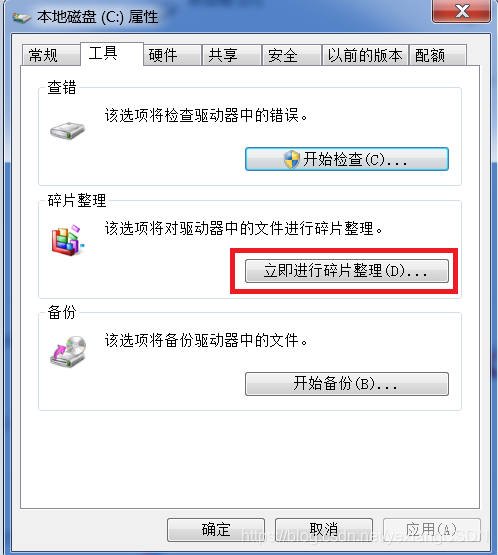 本地磁盘 (C:) 属性
常规 工具 硬件 共享 安全 以前的版本 配额
查错
该选项将检查驱动器中的错误。
开始检查(C)...
碎片整理
该选项将对驱动器中的文件进行碎片整理。
立即进行碎片整理(D)...
备份
该选项将备份驱动器中的文件。
开始备份(B)...
确定 取消 应用(A)